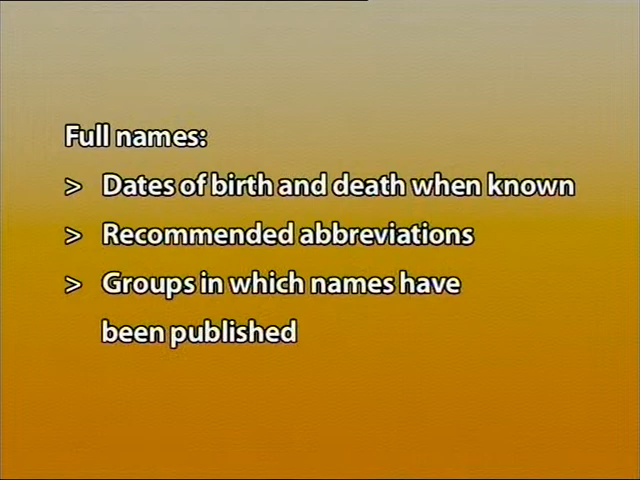 Full names:
> Dates of birth and death when known
> Recommended abbreviations
> Groups in which names have
been published